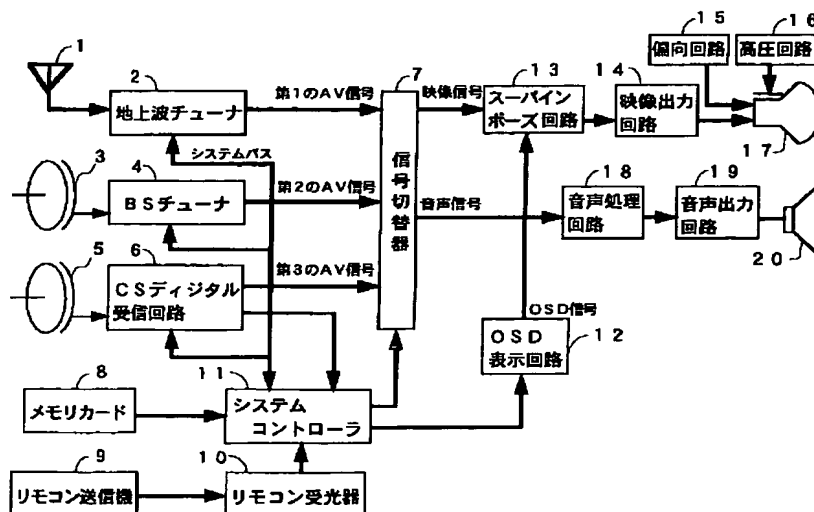 1
2
地上波チューナ
第1のAV信号
システムバス
3
4
BSチューナ
第2のAV信号
5
6
CSディジタル
受信回路
第3のAV信号
7
信号切替器
映像信号
音声信号
8
メモリカード
9
リモコン送信機
10
リモコン受光器
11
システム
コントローラ
12
OSD
表示回路
OSD信号
13
スーパイン
ポーズ回路
14
映像出力
回路
15
偏向回路
16
高圧回路
17
18
音声処理
回路
19
音声出力
回路
20